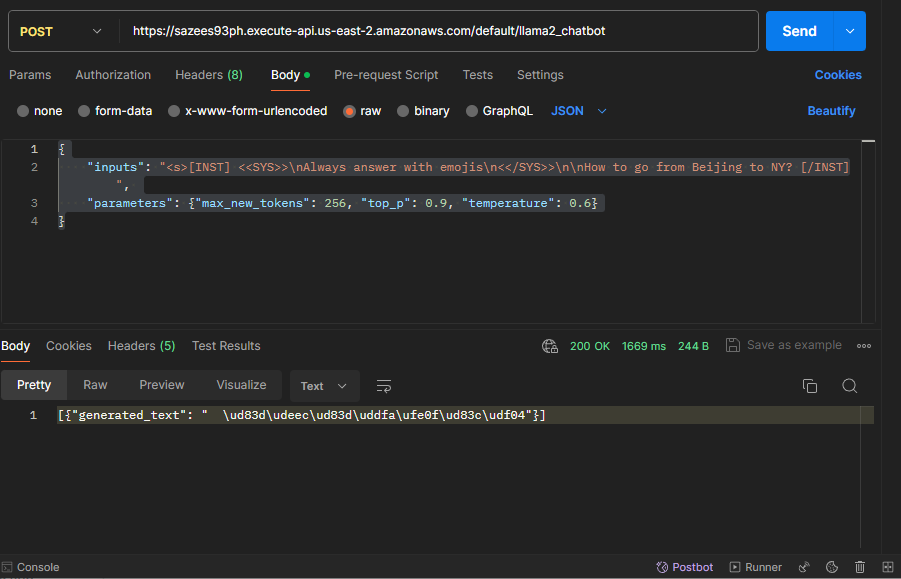 POST https://sazees93ph.execute-api.us-east-2.amazonaws.com/default/llama2_chatbot Send
Params Authorization Headers (8) Body Pre-request Script Tests Settings Cookies
none form-data x-www-form-urlencoded raw binary GraphQL JSON Beautify
1 {
2 "inputs": "<s>[INST] <<SYS>>\nAlways answer with emojis\n<</SYS>>\n\nHow to go from Beijing to NY? [/INST]
",
3 "parameters": {"max_new_tokens": 256, "top_p": 0.9, "temperature": 0.6}
4 }
Body Cookies Headers (5) Test Results 200 OK 1669 ms 244 B Save as example
Pretty Raw Preview Visualize Text
1 [{"generated_text": "  \ud83d\udeec\ud83d\uddfa\ufe0f\ud83c\udf04"}]
Console Postbot Runner